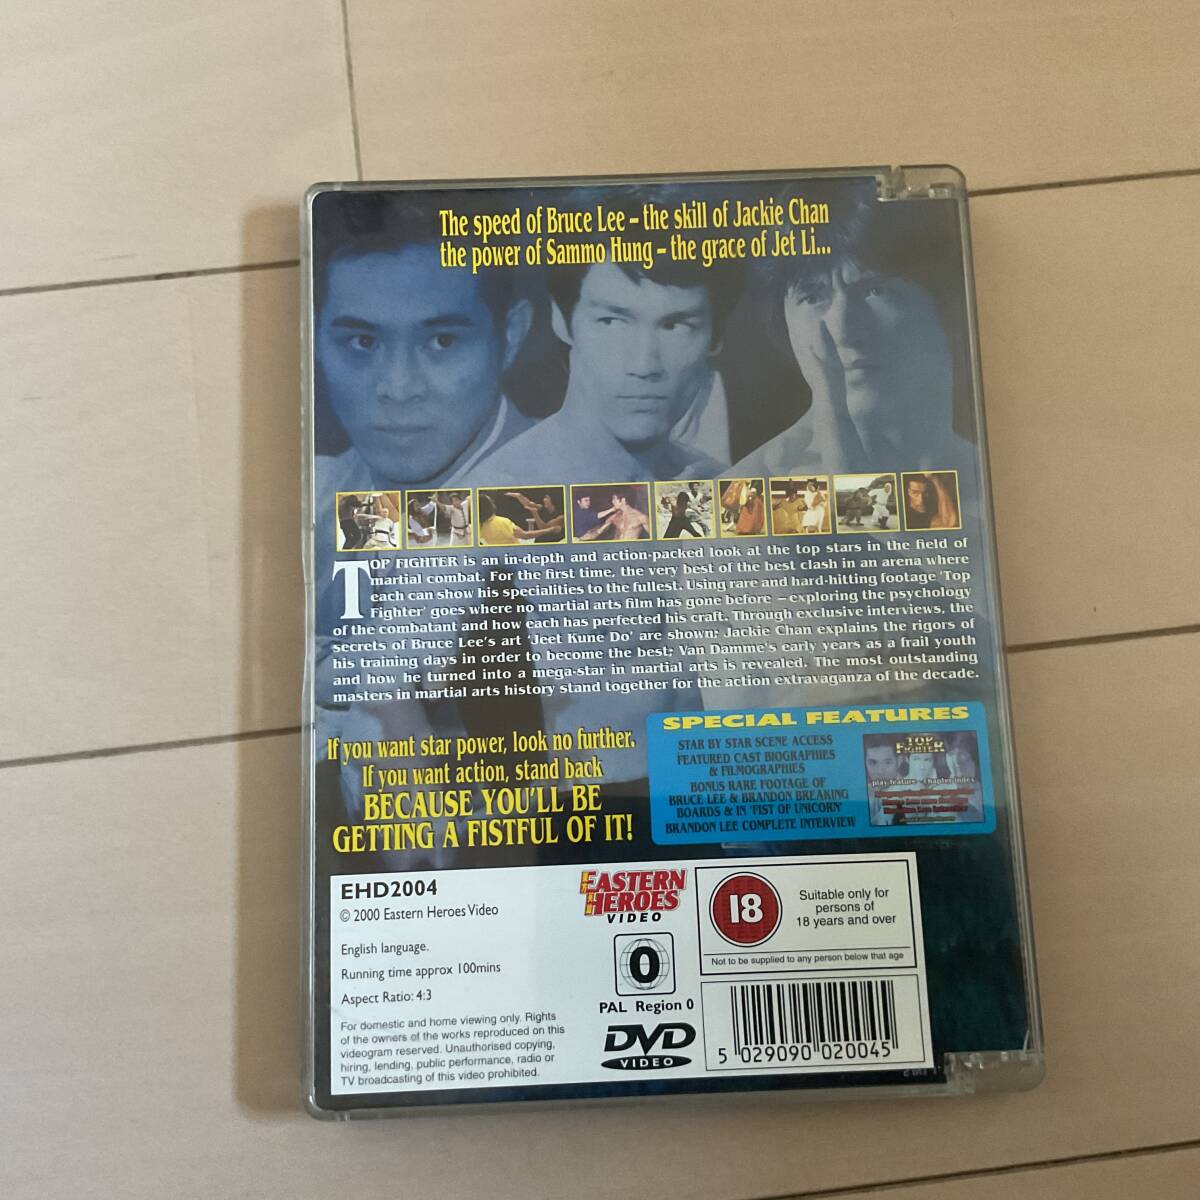 The speed of Bruce Lee – the skill of Jackie Chan
the power of Sammo Hung – the grace of Jet Li...
TOP FIGHTER is an in-depth and action-packed look at the top stars in the field of
martial combat. For the first time, the very best of the best clash in an arena where
each can show his specialities to the fullest. Using rare and hard-hitting footage 'Top
Fighter' goes where no martial arts film has gone before – exploring the psychology
of the combatant and how each has perfected his craft. Through exclusive interviews, the
secrets of Bruce Lee's art 'Jeet Kune Do' are shown; Jackie Chan explains the rigors of
his training days in order to become the best; Van Damme's early years as a frail youth
and how he turned into a mega-star in martial arts is revealed. The most outstanding
masters in martial arts history stand together for the action extravaganza of the decade.
If you want star power, look no further.
If you want action, stand back
BECAUSE YOU'LL BE
GETTING A FISTFUL OF IT!
SPECIAL FEATURES
STAR BY STAR SCENE ACCESS
FEATURED CAST BIOGRAPHIES
& FILMOGRAPHIES
BONUS RARE FOOTAGE OF
BRUCE LEE & BRANDON BREAKING
BOARDS & IN 'FIST OF UNICORN'
BRANDON LEE COMPLETE INTERVIEW
TOP
FIGHTER
play feature - chapter index
EHD2004
© 2000 Eastern Heroes Video
English language.
Running time approx 100mins
Aspect Ratio: 4:3
For domestic and home viewing only. Rights
of the owners of the works reproduced on this
videogram reserved. Unauthorised copying,
hiring, lending, public performance, radio or
TV broadcasting of this video prohibited.
EASTERN
HEROES
VIDEO
0
PAL Region 0
DVD
VIDEO
18
Suitable only for
persons of
18 years and over
Not to be supplied to any person below that age
5 029090 020045